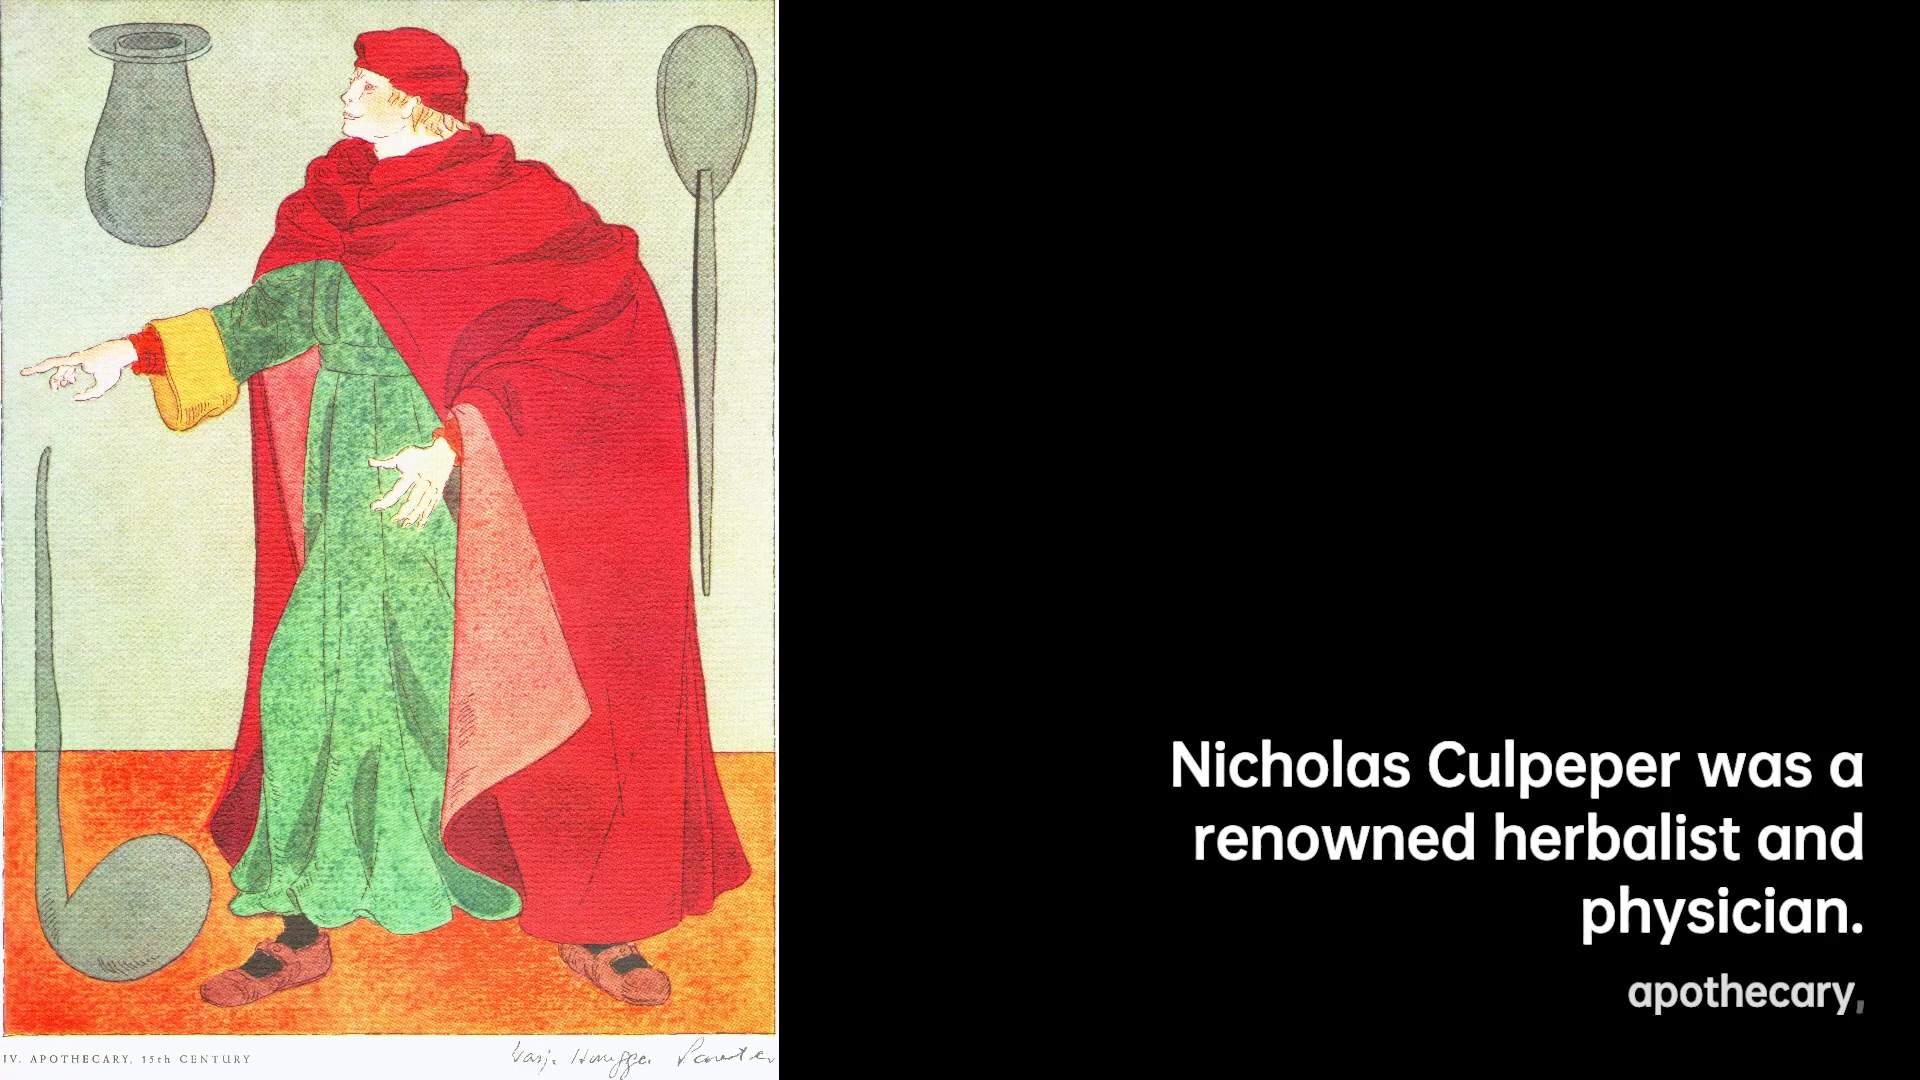 IV. APOTHECARY, 15th CENTURY
Nicholas Culpeper was a
renowned herbalist and
physician.
apothecary,